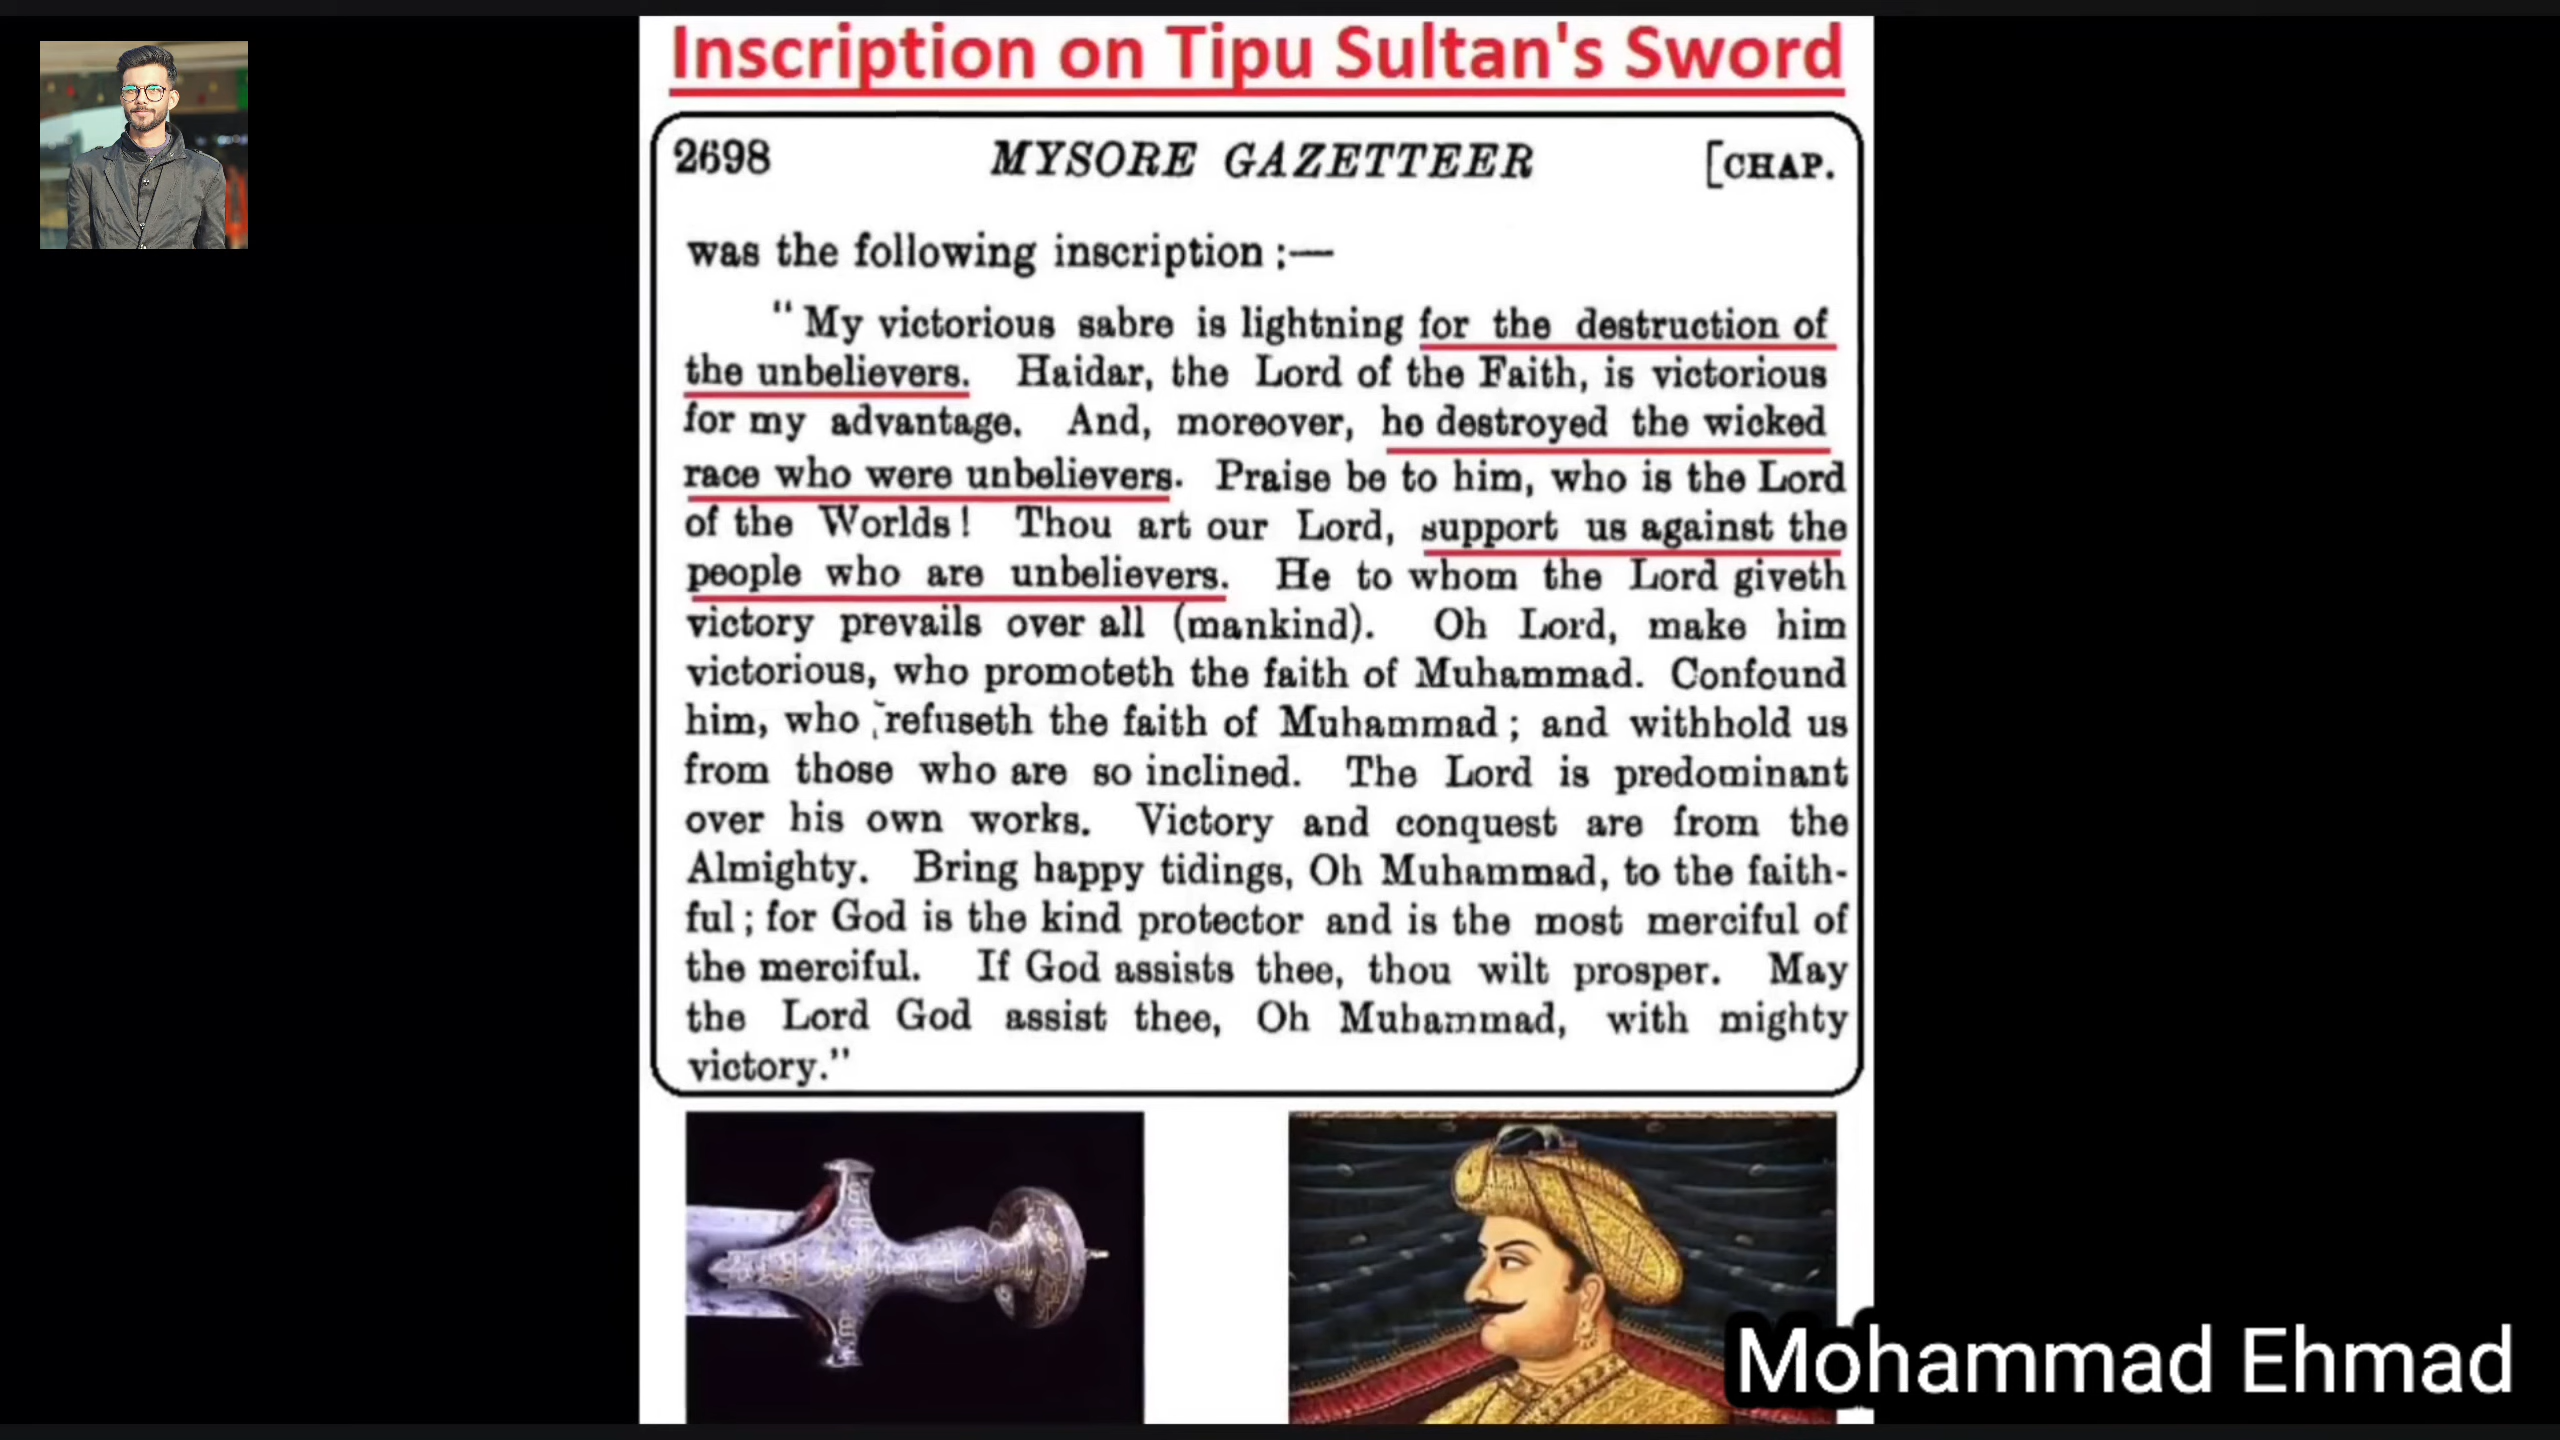 Inscription on Tipu Sultan's Sword
2698 MYSORE GAZETTEER [CHAP.
was the following inscription :—
“ My victorious sabre is lightning for the destruction of
the unbelievers. Haidar, the Lord of the Faith, is victorious
for my advantage. And, moreover, he destroyed the wicked
race who were unbelievers. Praise be to him, who is the Lord
of the Worlds! Thou art our Lord, support us against the
people who are unbelievers. He to whom the Lord giveth
victory prevails over all (mankind). Oh Lord, make him
victorious, who promoteth the faith of Muhammad. Confound
him, who refuseth the faith of Muhammad ; and withhold us
from those who are so inclined. The Lord is predominant
over his own works. Victory and conquest are from the
Almighty. Bring happy tidings, Oh Muhammad, to the faith-
ful ; for God is the kind protector and is the most merciful of
the merciful. If God assists thee, thou wilt prosper. May
the Lord God assist thee, Oh Muhammad, with mighty
victory.”
Mohammad Ehmad